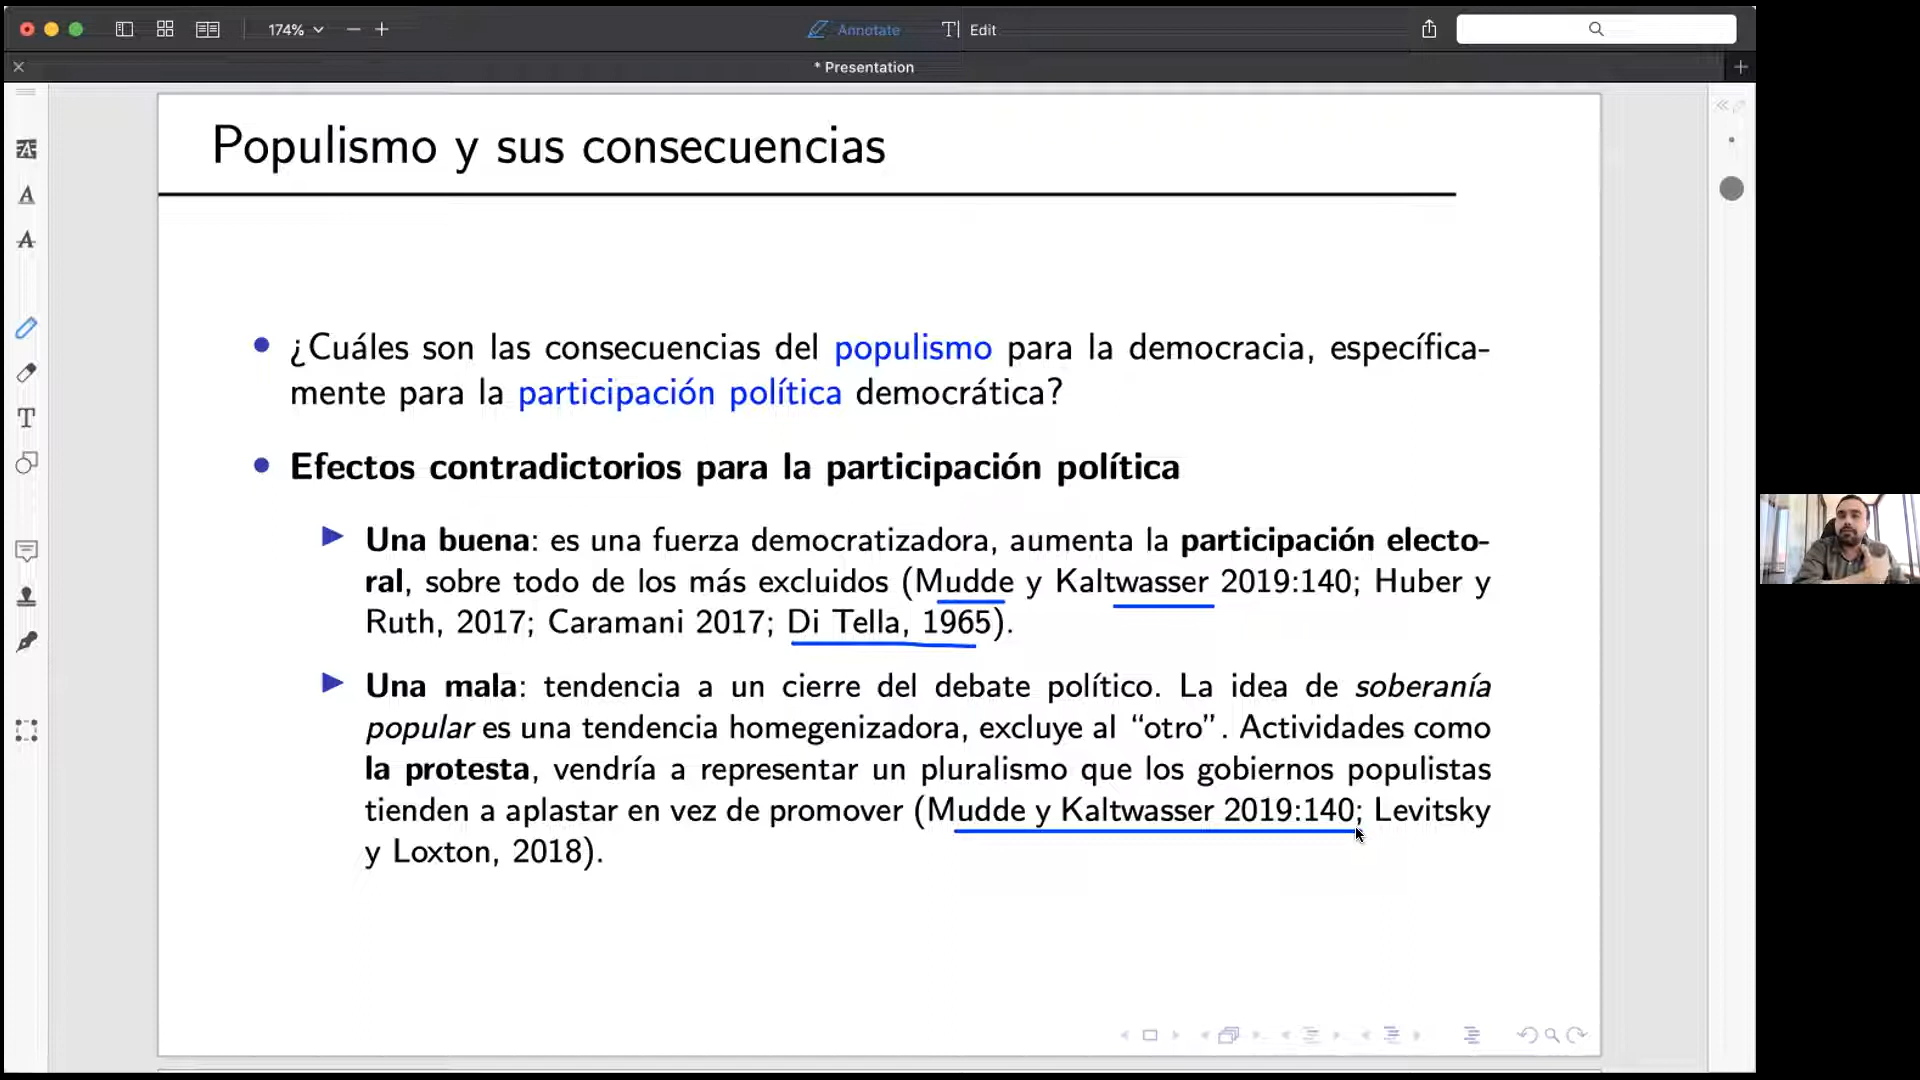 174%
Annotate
Edit
* Presentation
Populismo y sus consecuencias
¿Cuáles son las consecuencias del populismo para la democracia, específica-
mente para la participación política democrática?
Efectos contradictorios para la participación política
Una buena: es una fuerza democratizadora, aumenta la participación electo-
ral, sobre todo de los más excluidos (Mudde y Kaltwasser 2019:140; Huber y
Ruth, 2017; Caramani 2017; Di Tella, 1965).
Una mala: tendencia a un cierre del debate político. La idea de soberanía
popular es una tendencia homegenizadora, excluye al “otro”. Actividades como
la protesta, vendría a representar un pluralismo que los gobiernos populistas
tienden a aplastar en vez de promover (Mudde y Kaltwasser 2019:140; Levitsky
y Loxton, 2018).